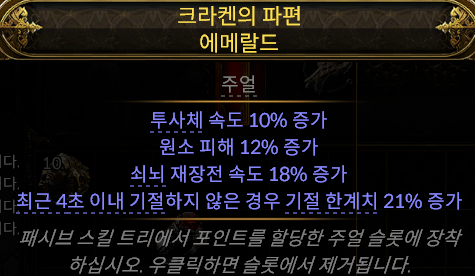 크라켄의 파편
에메랄드
주얼
투사체 속도 10% 증가
원소 피해 12% 증가
쇠뇌 재장전 속도 18% 증가
최근 4초 이내 기절하지 않은 경우 기절 한계치 21% 증가
패시브 스킬 트리에서 포인트를 할당한 주얼 슬롯에 장착
하십시오. 우클릭하면 슬롯에서 제거됩니다.